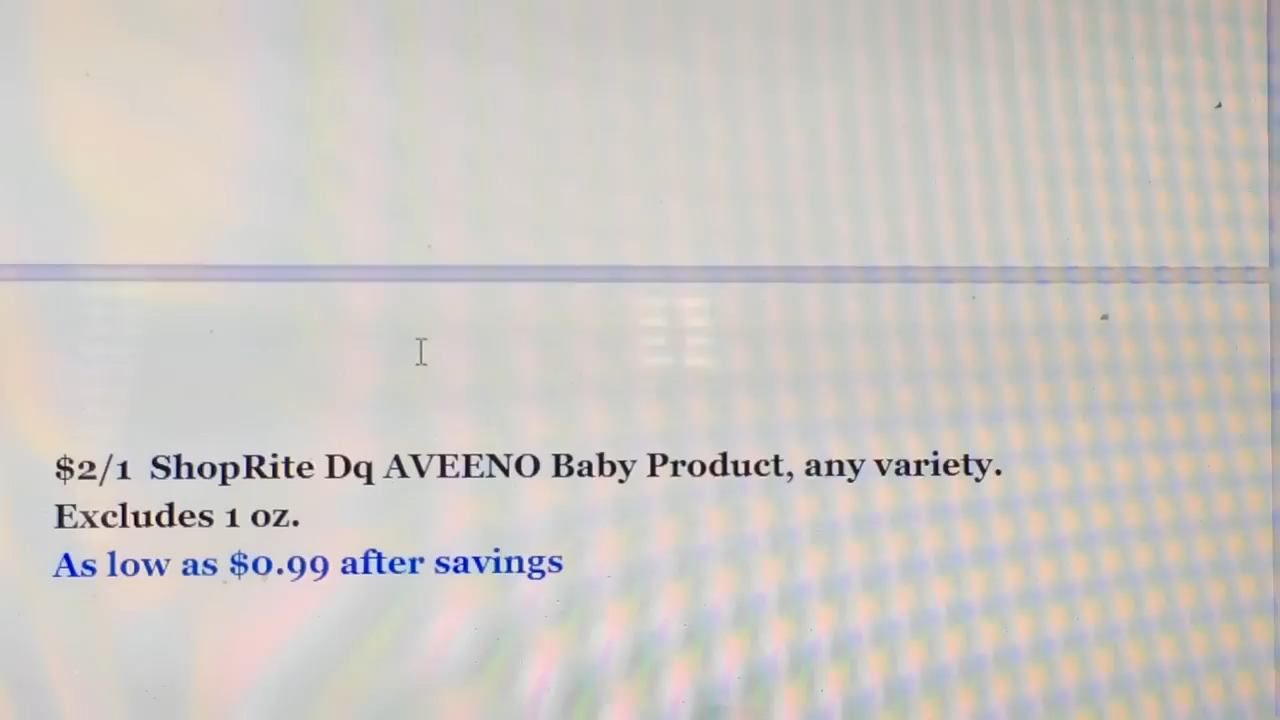 $2/1 ShopRite Dq AVEENO Baby Product, any variety.
Excludes 1 oz.
As low as $0.99 after savings